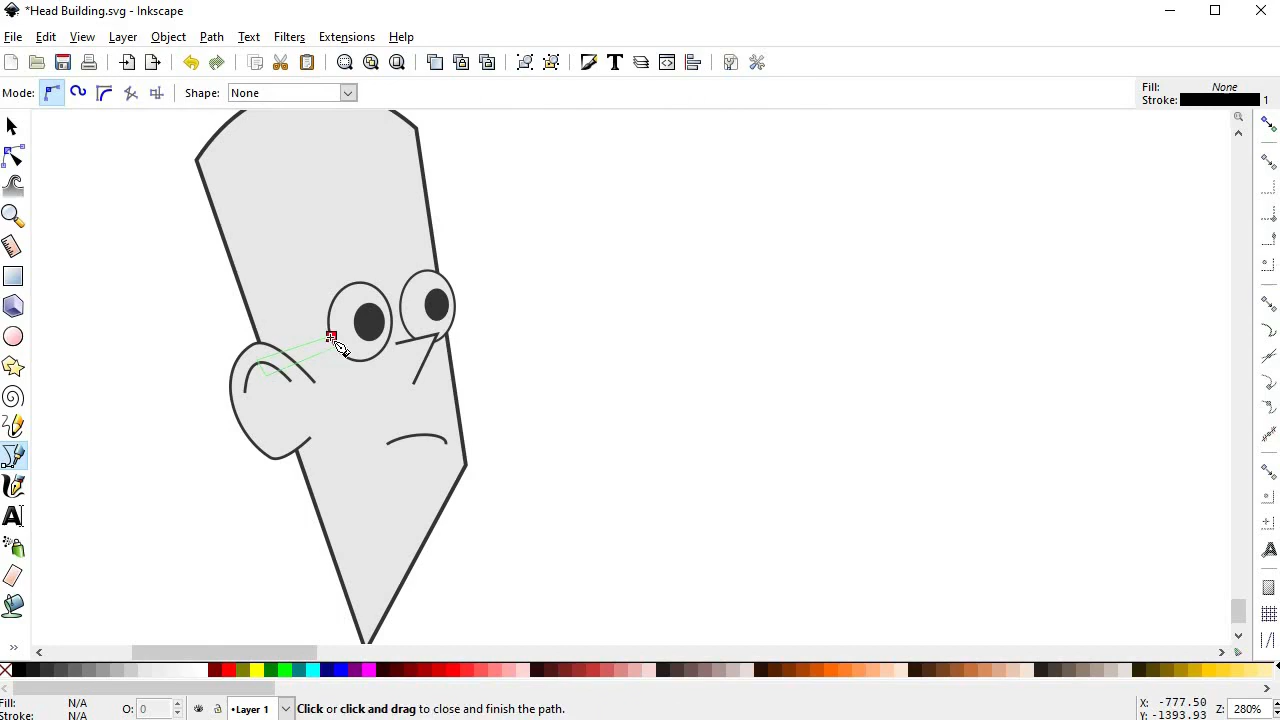 *Head Building.svg - Inkscape
File Edit View Layer Object Path Text Filters Extensions Help
Mode: Shape: None Fill: None
Stroke: 1
Fill: N/A O: 0 •Layer 1 Click or click and drag to close and finish the path. X: -777.50 Z: 280%
Stroke: N/A Y: -1393.93